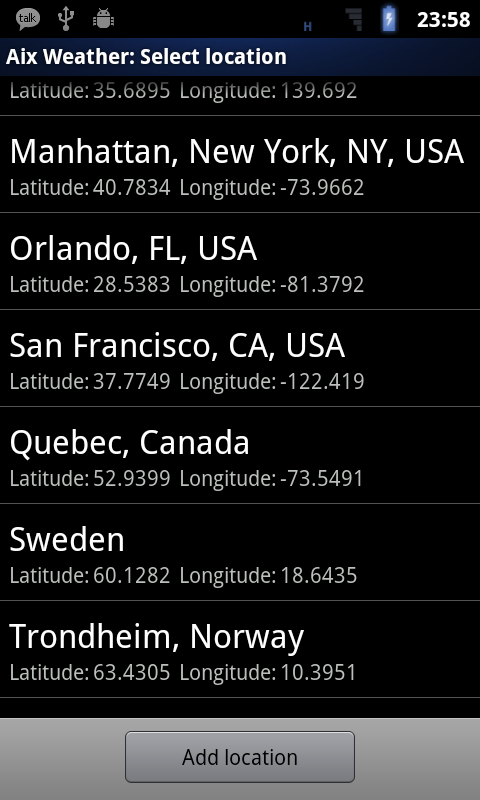 talk
H
23:58
Aix Weather: Select location
Latitude: 35.6895 Longitude: 139.692
Manhattan, New York, NY, USA
Latitude: 40.7834 Longitude: -73.9662
Orlando, FL, USA
Latitude: 28.5383 Longitude: -81.3792
San Francisco, CA, USA
Latitude: 37.7749 Longitude: -122.419
Quebec, Canada
Latitude: 52.9399 Longitude: -73.5491
Sweden
Latitude: 60.1282 Longitude: 18.6435
Trondheim, Norway
Latitude: 63.4305 Longitude: 10.3951
Add location